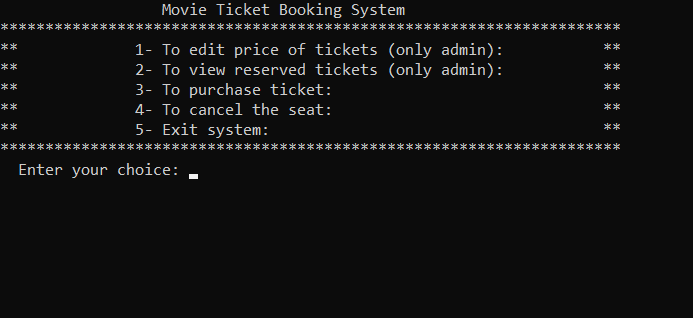 Movie Ticket Booking System
*********************************************************************
** 1- To edit price of tickets (only admin): **
** 2- To view reserved tickets (only admin): **
** 3- To purchase ticket: **
** 4- To cancel the seat: **
** 5- Exit system: **
*********************************************************************
Enter your choice: